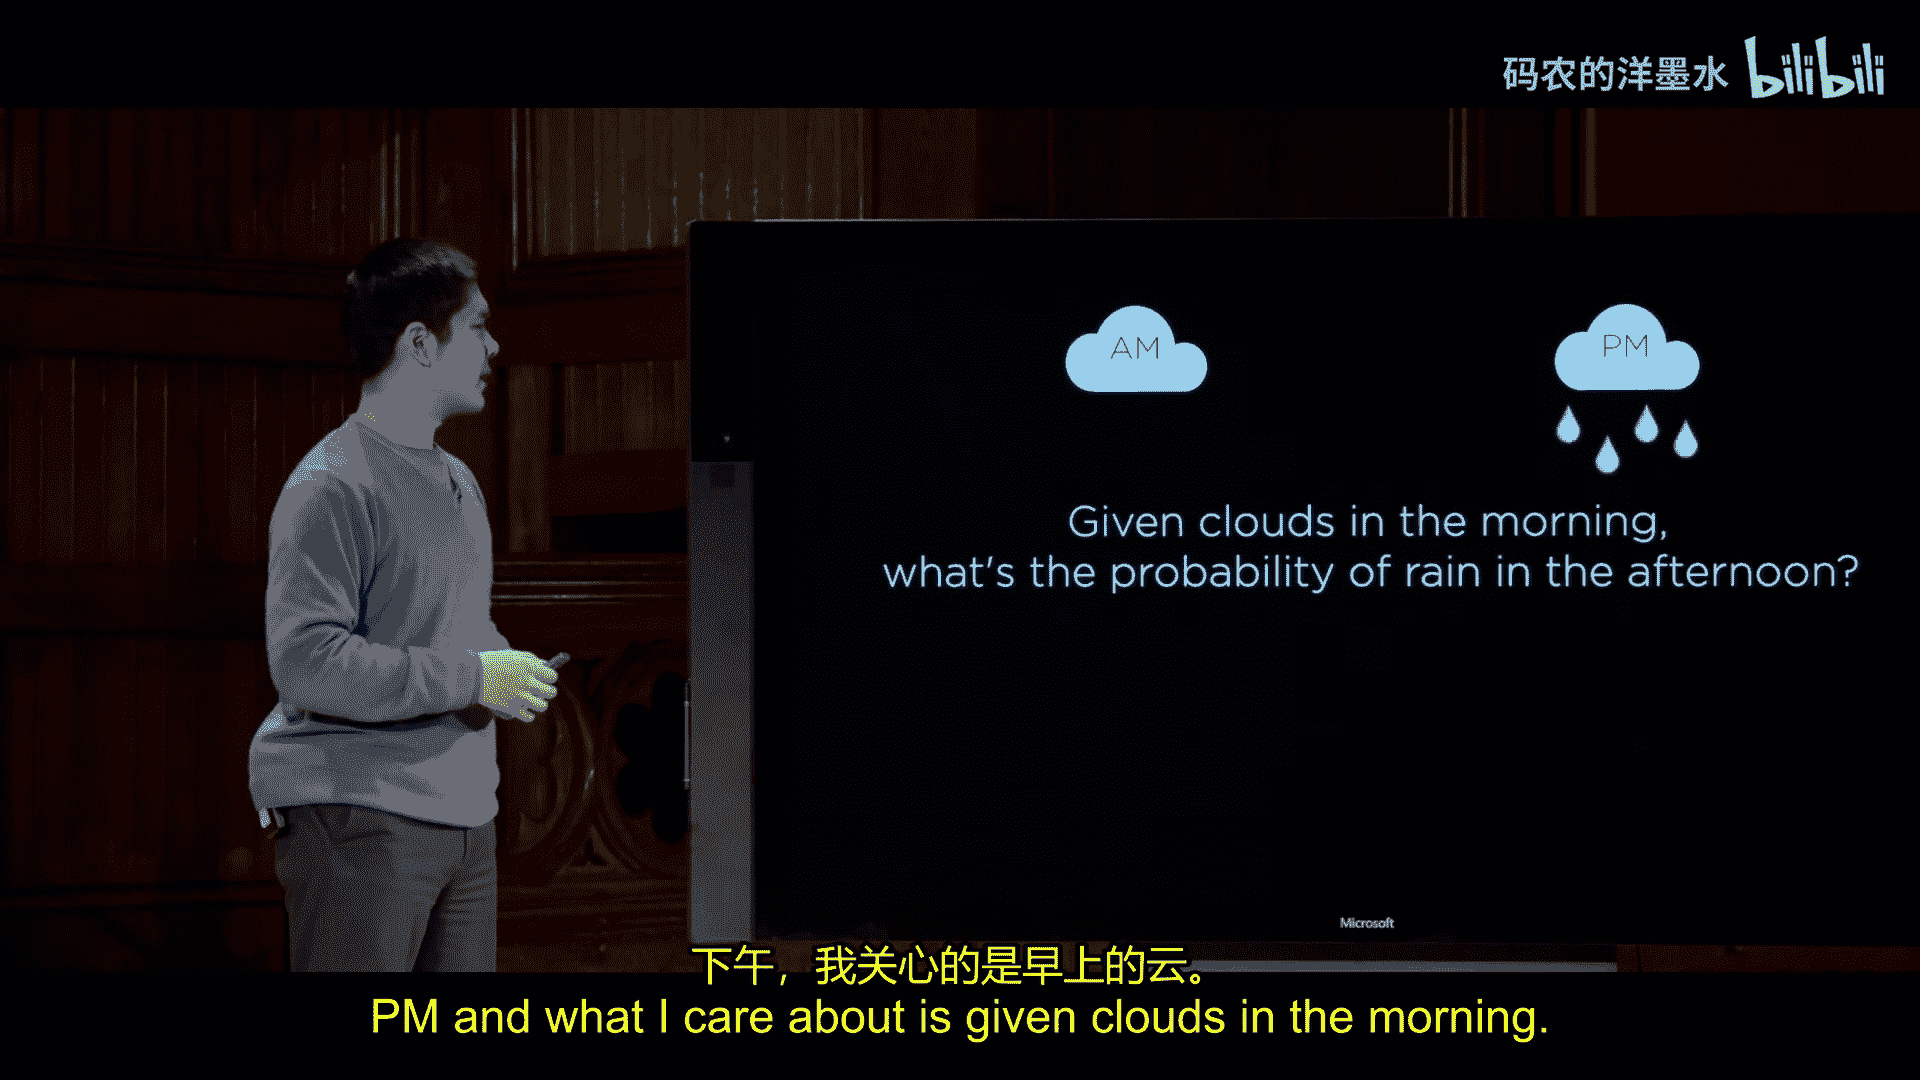 码农的洋墨水 bilibili
AM
PM
Given clouds in the morning,
what's the probability of rain in the afternoon?
Microsoft
下午，我关心的是早上的云。
PM and what I care about is given clouds in the morning.